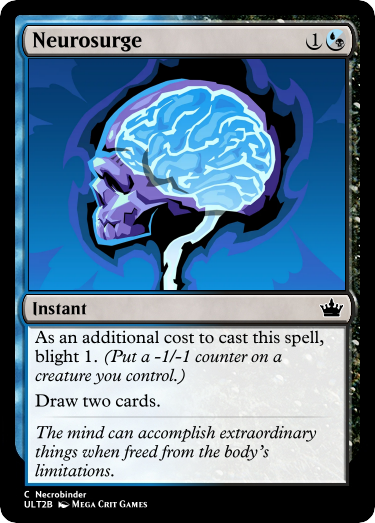 Neurosurge 1
Instant
As an additional cost to cast this spell,
blight 1. (Put a -1/-1 counter on a
creature you control.)
Draw two cards.
The mind can accomplish extraordinary
things when freed from the body's
limitations.
C Necrobinder
ULT2B Mega Crit Games